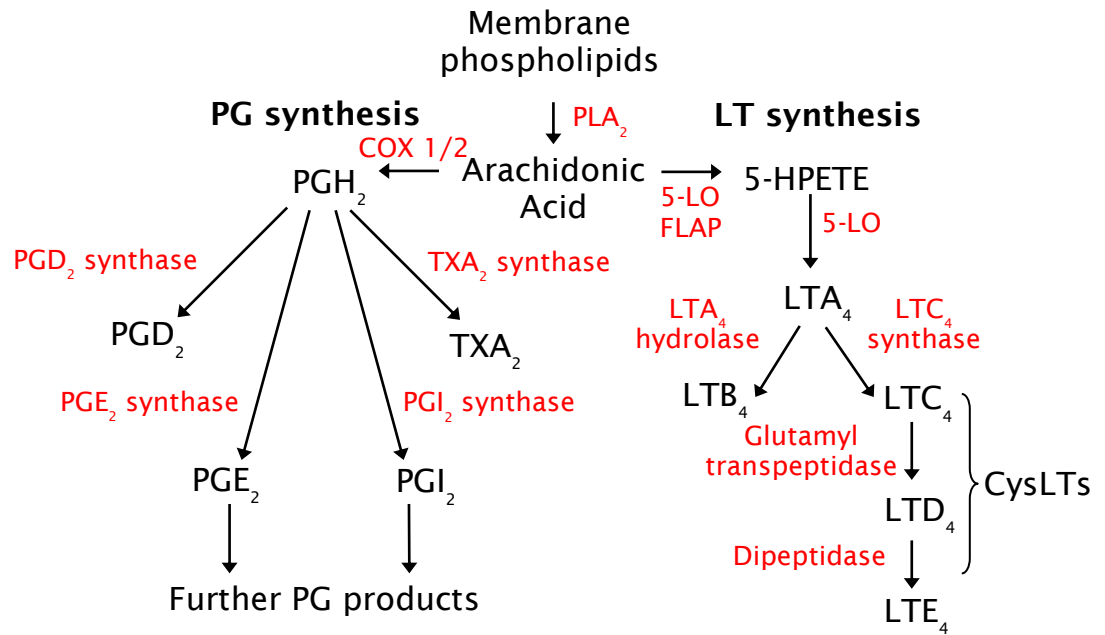 Membrane
phospholipids
PG synthesis
PLA₂
LT synthesis
COX 1/2
Arachidonic
Acid
PGH₂
5-LO
FLAP
5-HPETE
5-LO
PGD₂ synthase
TXA₂ synthase
LTA₄
hydrolase
LTA₄
LTC₄
synthase
PGD₂
TXA₂
PGE₂ synthase
PGI₂ synthase
LTB₄
LTC₄
Glutamyl
transpeptidase
PGE₂
PGI₂
CysLTs
LTD₄
Dipeptidase
Further PG products
LTE₄